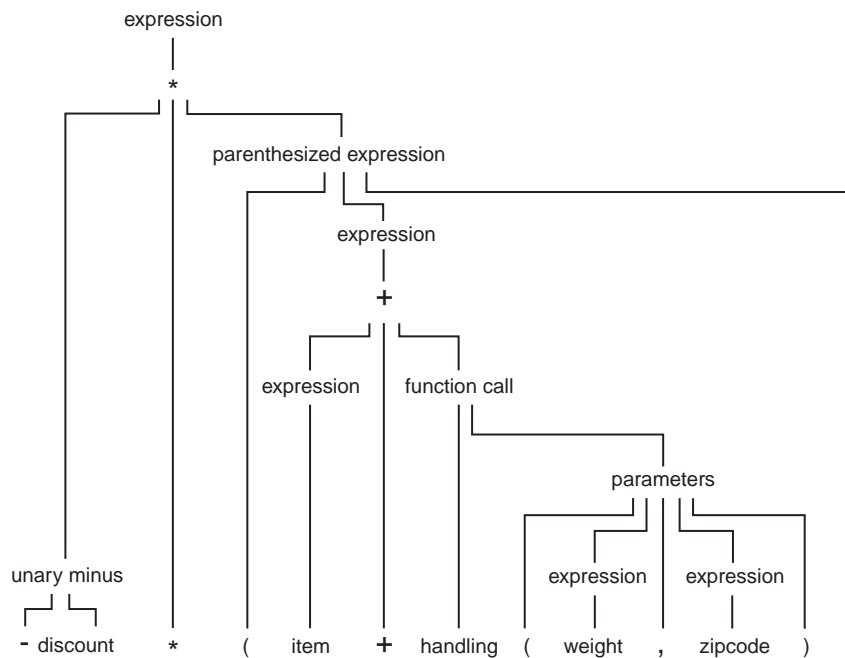 expression
*
parenthesized expression
expression
+
expression function call
parameters
unary minus expression expression
- discount * ( item + handling ( weight , zipcode )